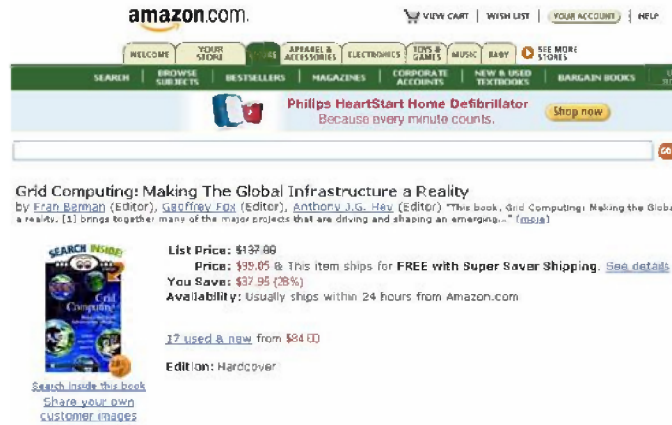 amazon.com.
VIEW CART | WISH LIST | YOUR ACCOUNT | HELP
WELCOME YOUR STORE BOOKS APPAREL & ACCESSORIES ELECTRONICS TOYS & GAMES MUSIC BABY SEE MORE STORES
SEARCH BROWSE SUBJECTS BESTSELLERS MAGAZINES CORPORATE ACCOUNTS NEW & USED TEXTBOOKS BARGAIN BOOKS
Philips HeartStart Home Defibrillator
Because every minute counts.
Shop now
GO
Grid Computing: Making The Global Infrastructure a Reality
by Fran Berman (Editor), Geoffrey Fox (Editor), Anthony J.G. Hey (Editor) "This book, Grid Computing: Making the Globa
a reality, [1] brings together many of the major projects that are driving and shaping an emerging..." (more)
SEARCH INSIDE!
Grid Computing
List Price: $137.00
Price: $99.05 & This item ships for FREE with Super Saver Shipping. See details
You Save: $37.95 (28%)
Availability: Usually ships within 24 hours from Amazon.com
17 used & new from
Edition: Hardcover
Search inside this book
Share your own
customer images